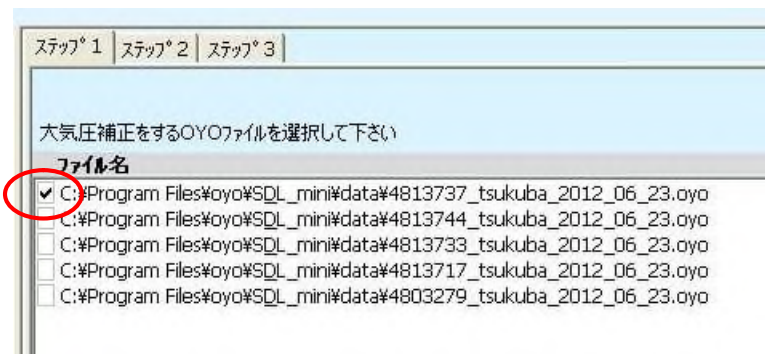 ｽﾃｯﾌﾟ1 ｽﾃｯﾌﾟ2 ｽﾃｯﾌﾟ3
大気圧補正をするOYOﾌｧｲﾙを選択して下さい
ﾌｧｲﾙ名
C:¥Program Files¥oyo¥SDL_mini¥data¥4813737_tsukuba_2012_06_23.oyo
C:¥Program Files¥oyo¥SDL_mini¥data¥4813744_tsukuba_2012_06_23.oyo
C:¥Program Files¥oyo¥SDL_mini¥data¥4813733_tsukuba_2012_06_23.oyo
C:¥Program Files¥oyo¥SDL_mini¥data¥4813717_tsukuba_2012_06_23.oyo
C:¥Program Files¥oyo¥SDL_mini¥data¥4803279_tsukuba_2012_06_23.oyo